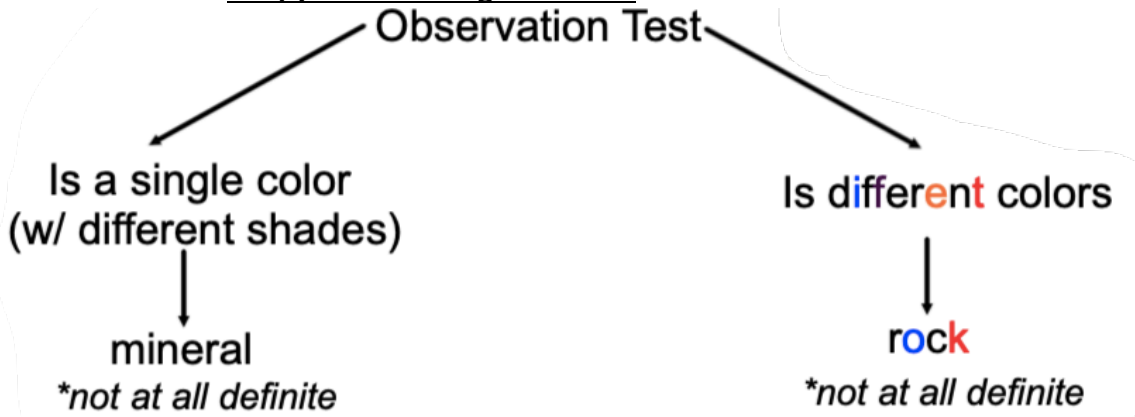 Observation Test
Is a single color
(w/ different shades)
Is different colors
mineral
*not at all definite
rock
*not at all definite